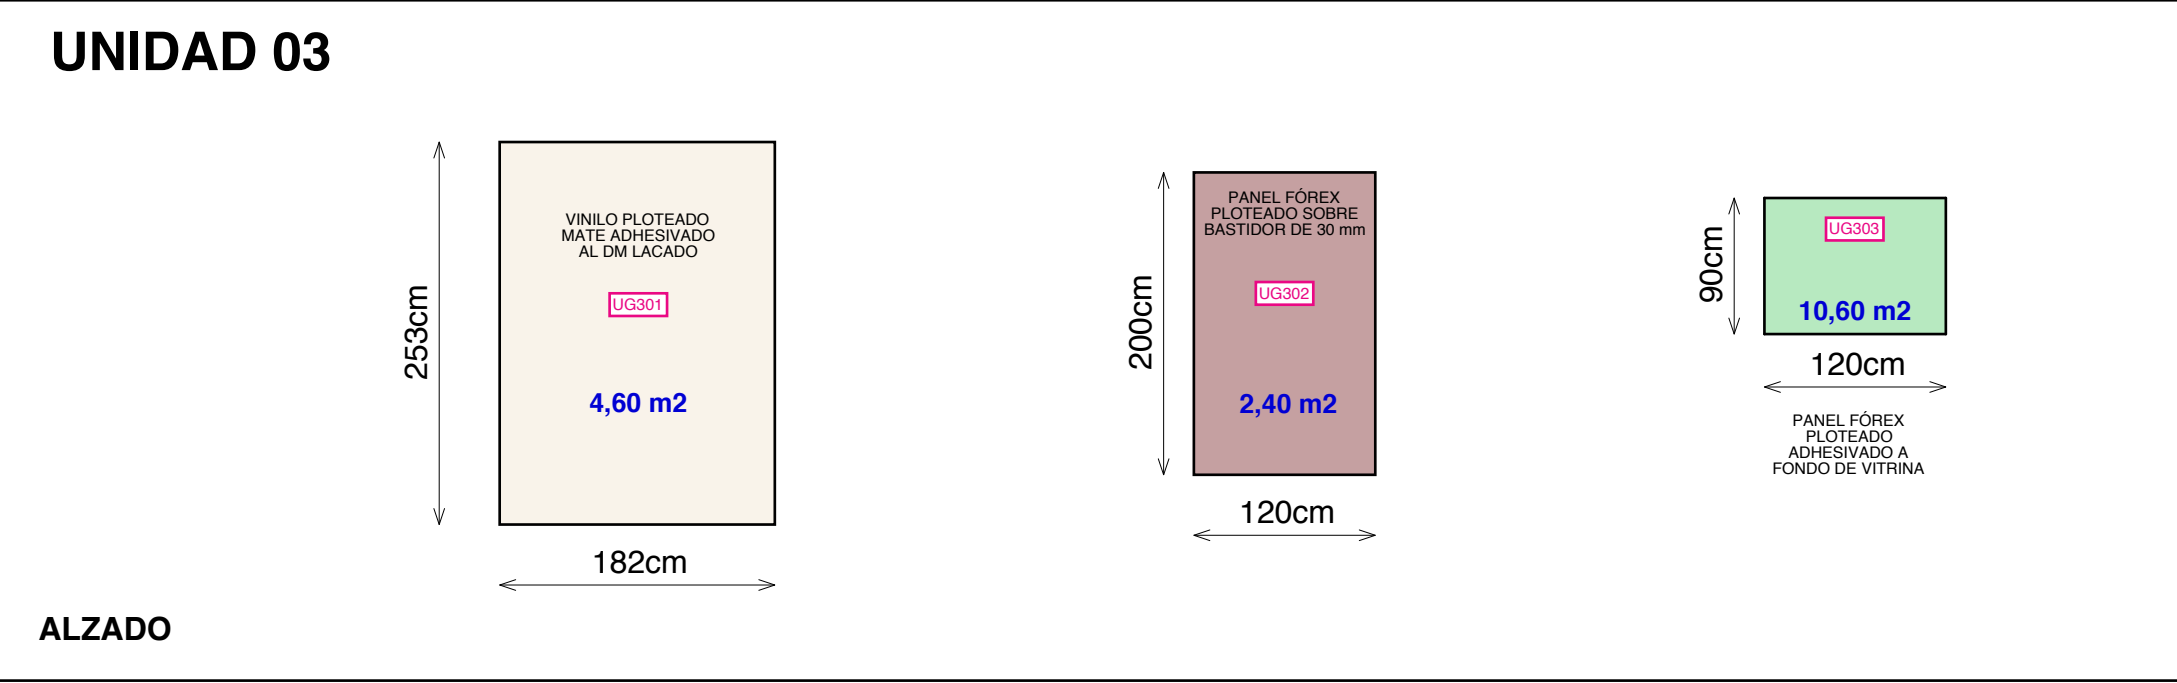 UNIDAD 03
VINILO PLOTEADO
MATE ADHESIVADO
AL DM LACADO
UG301
4,60 m2
253cm
182cm
PANEL FÓREX
PLOTEADO SOBRE
BASTIDOR DE 30 mm
UG302
2,40 m2
200cm
120cm
UG303
10,60 m2
90cm
120cm
PANEL FÓREX
PLOTEADO
ADHESIVADO A
FONDO DE VITRINA
ALZADO